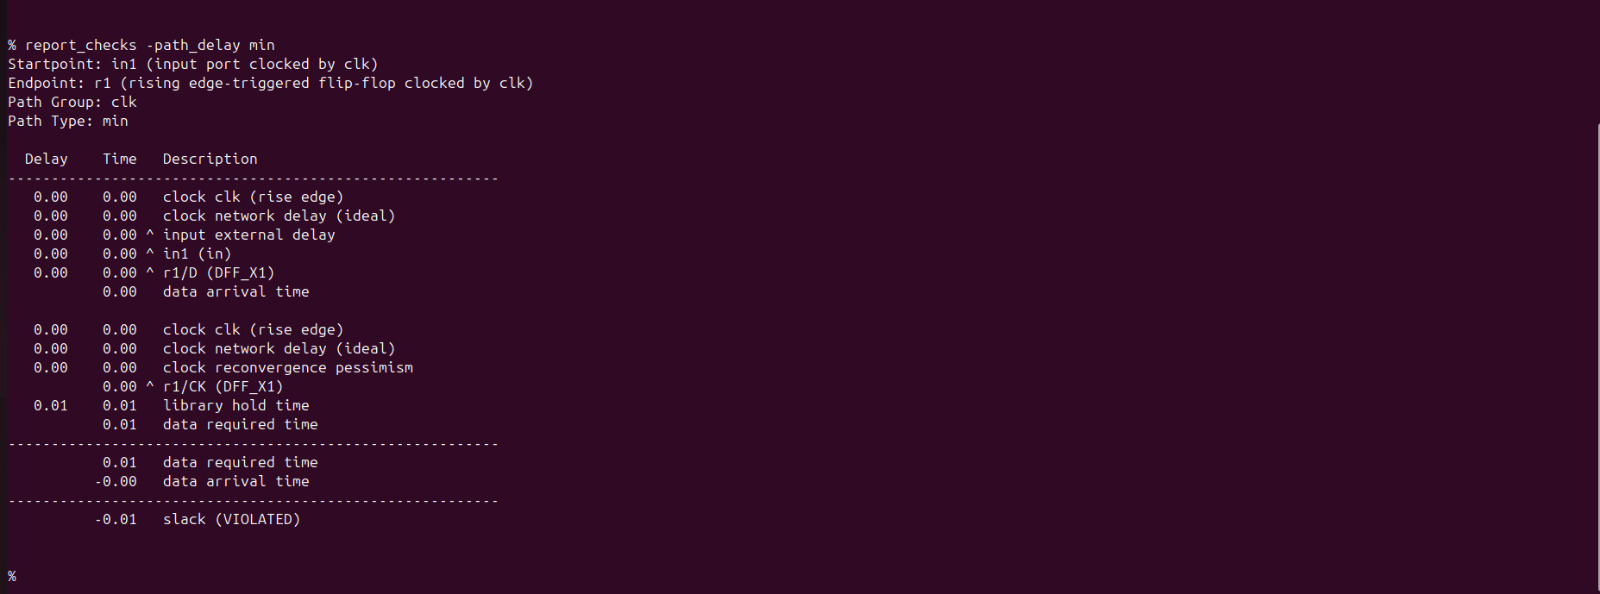 % report_checks -path_delay min
Startpoint: in1 (input port clocked by clk)
Endpoint: r1 (rising edge-triggered flip-flop clocked by clk)
Path Group: clk
Path Type: min
  Delay    Time   Description
---------------------------------------------------------
   0.00    0.00   clock clk (rise edge)
   0.00    0.00   clock network delay (ideal)
   0.00    0.00 ^ input external delay
   0.00    0.00 ^ in1 (in)
   0.00    0.00 ^ r1/D (DFF_X1)
           0.00   data arrival time
   0.00    0.00   clock clk (rise edge)
   0.00    0.00   clock network delay (ideal)
   0.00    0.00   clock reconvergence pessimism
           0.00 ^ r1/CK (DFF_X1)
   0.01    0.01   library hold time
           0.01   data required time
---------------------------------------------------------
           0.01   data required time
          -0.00   data arrival time
---------------------------------------------------------
          -0.01   slack (VIOLATED)
%